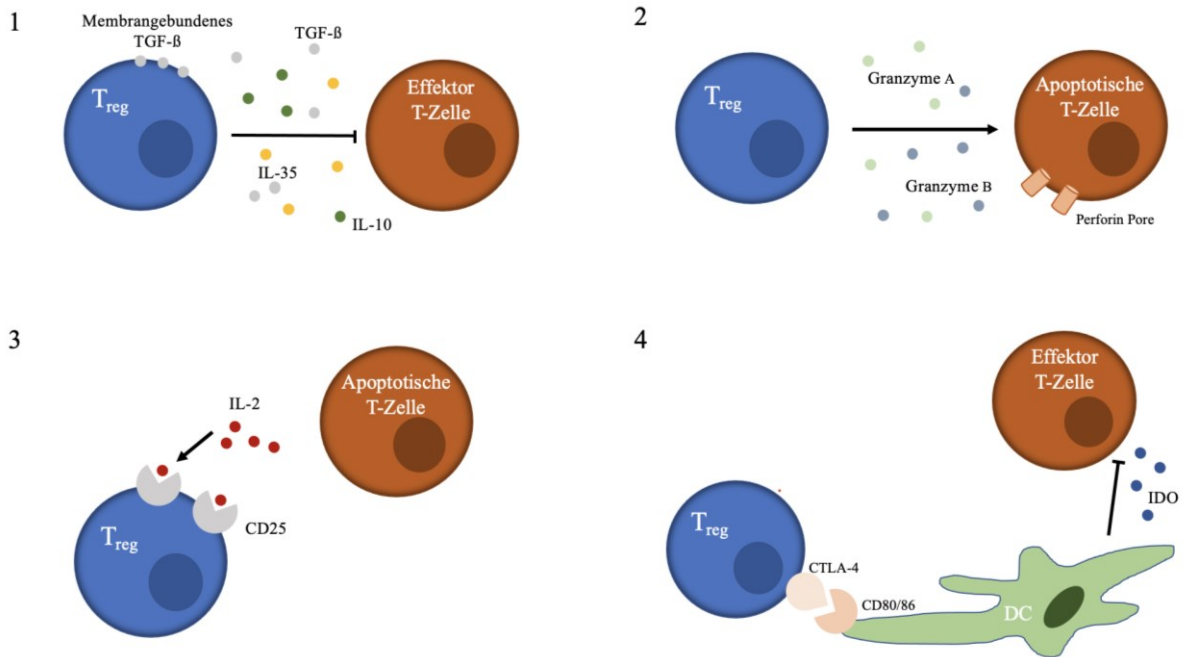 1
Membrangebundenes
TGF-ß
TGF-ß
Treg
Effektor
T-Zelle
IL-35
IL-10
2
Treg
Granzyme A
Granzyme B
Apoptotische
T-Zelle
Perforin Pore
3
IL-2
Apoptotische
T-Zelle
Treg
CD25
4
Effektor
T-Zelle
IDO
Treg
CTLA-4
CD80/86
DC